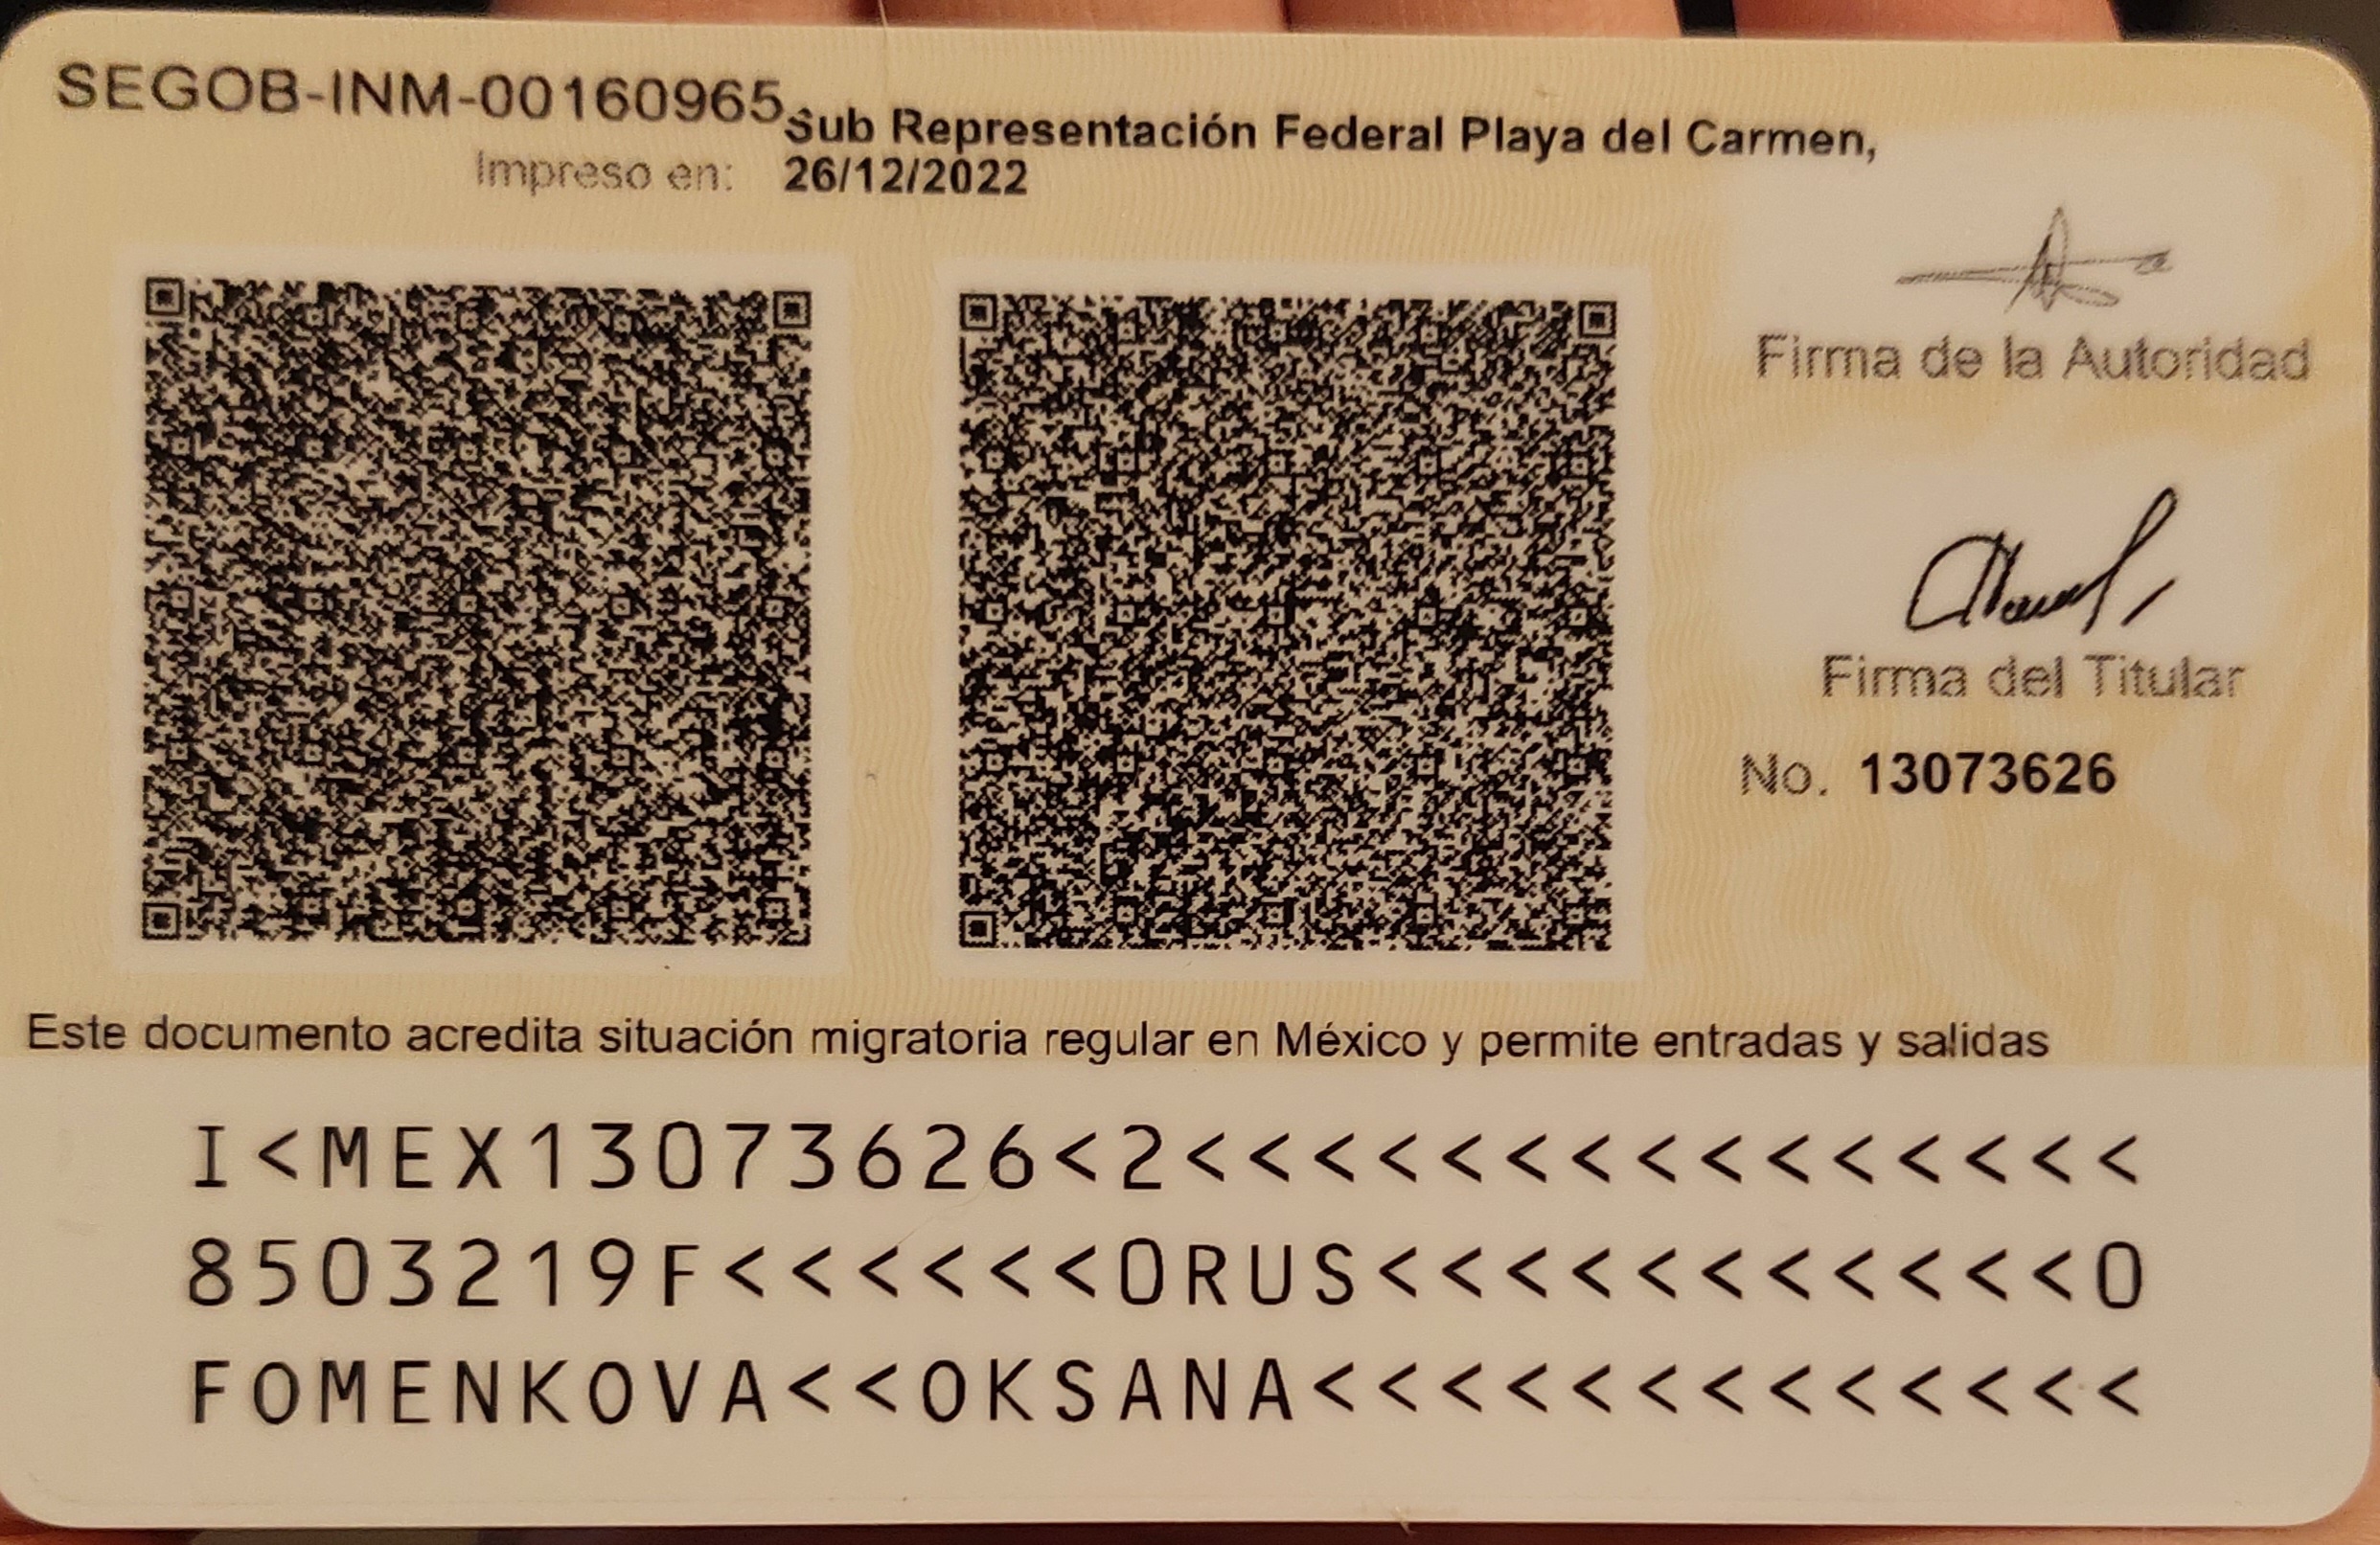 SEGOB-INM-00160965
Sub Representación Federal Playa del Carmen,
Impreso en: 26/12/2022
Firma de la Autoridad
Firma del Titular
No. 13073626
Este documento acredita situación migratoria regular en México y permite entradas y salidas
I<MEX13073626<2<<<<<<<<<<<<<<<
8503219F<<<<<<0RUS<<<<<<<<<<<0
FOMENKOVA<<OKSANA<<<<<<<<<<<<<